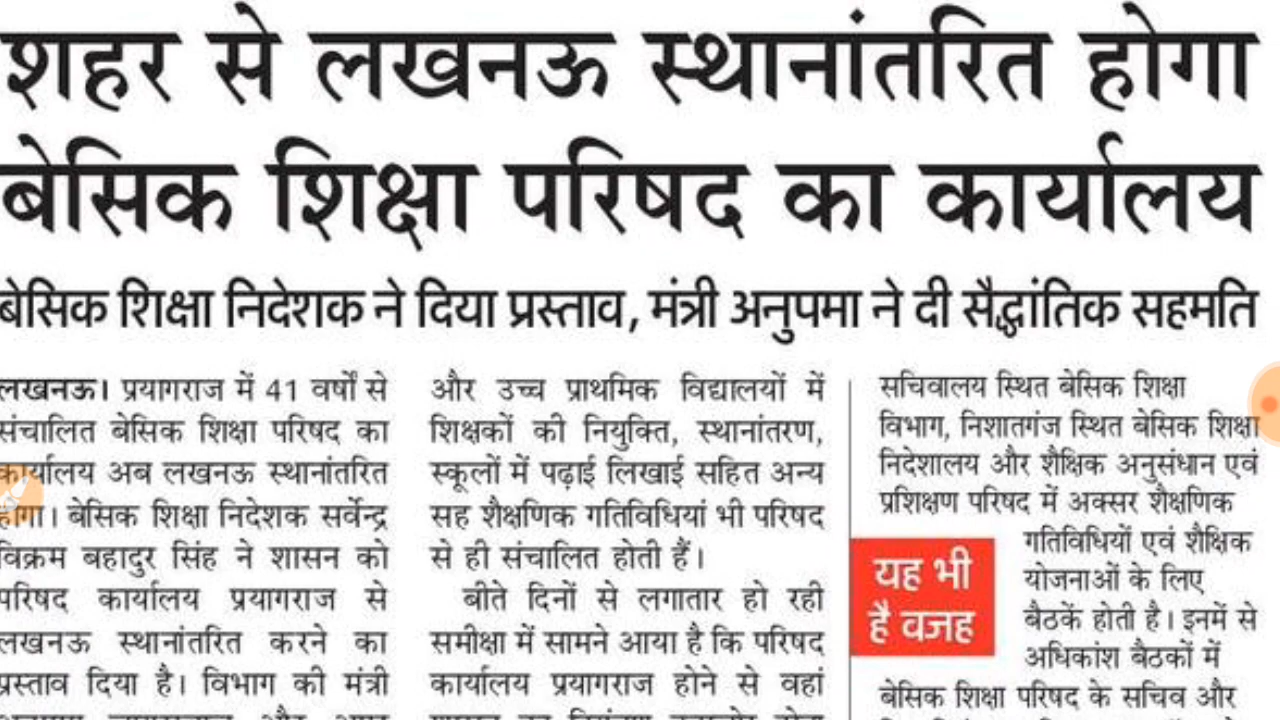 शहर से लखनऊ स्थानांतरित होगा
बेसिक शिक्षा परिषद का कार्यालय
बेसिक शिक्षा निदेशक ने दिया प्रस्ताव, मंत्री अनुपमा ने दी सैद्धांतिक सहमति
लखनऊ। प्रयागराज में 41 वर्षों से
संचालित बेसिक शिक्षा परिषद का
कार्यालय अब लखनऊ स्थानांतरित
होगा। बेसिक शिक्षा निदेशक सर्वेन्द्र
विक्रम बहादुर सिंह ने शासन को
परिषद कार्यालय प्रयागराज से
लखनऊ स्थानांतरित करने का
प्रस्ताव दिया है। विभाग की मंत्री
और उच्च प्राथमिक विद्यालयों में
शिक्षकों की नियुक्ति, स्थानांतरण,
स्कूलों में पढ़ाई लिखाई सहित अन्य
सह शैक्षणिक गतिविधियां भी परिषद
से ही संचालित होती हैं।
बीते दिनों से लगातार हो रही
समीक्षा में सामने आया है कि परिषद
कार्यालय प्रयागराज होने से वहां
यह भी
है वजह
सचिवालय स्थित बेसिक शिक्षा
विभाग, निशातगंज स्थित बेसिक शिक्षा
निदेशालय और शैक्षिक अनुसंधान एवं
प्रशिक्षण परिषद में अक्सर शैक्षणिक
गतिविधियों एवं शैक्षिक
योजनाओं के लिए
बैठकें होती है। इनमें से
अधिकांश बैठकों में
बेसिक शिक्षा परिषद के सचिव और